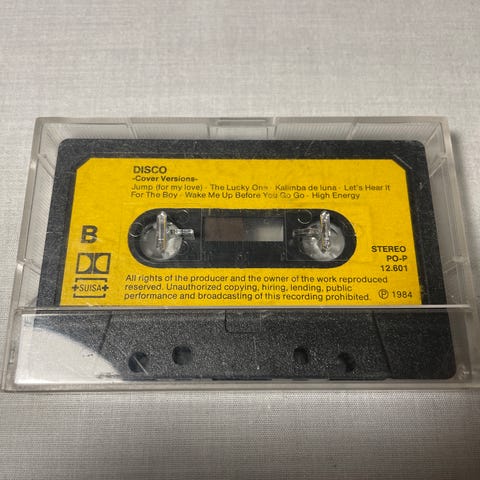 DISCO
-Cover Versions-
Jump (for my love) · The Lucky One · Kalimba de luna · Let's Hear It
For The Boy · Wake Me Up Before You Go Go · High Energy
B
STEREO
PO-P
12.601
+SUISA+
All rights of the producer and the owner of the work reproduced
reserved. Unauthorized copying, hiring, lending, public
performance and broadcasting of this recording prohibited.
℗ 1984